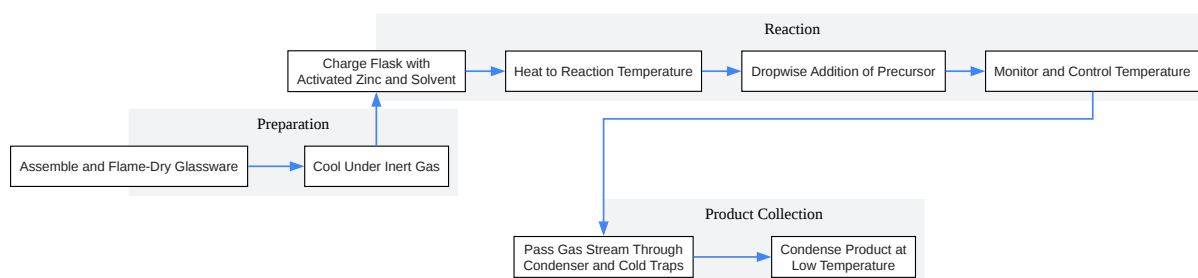 Reaction
Charge Flask with
Activated Zinc and Solvent
Heat to Reaction Temperature
Dropwise Addition of Precursor
Monitor and Control Temperature
Preparation
Assemble and Flame-Dry Glassware
Cool Under Inert Gas
Product Collection
Pass Gas Stream Through
Condenser and Cold Traps
Condense Product at
Low Temperature